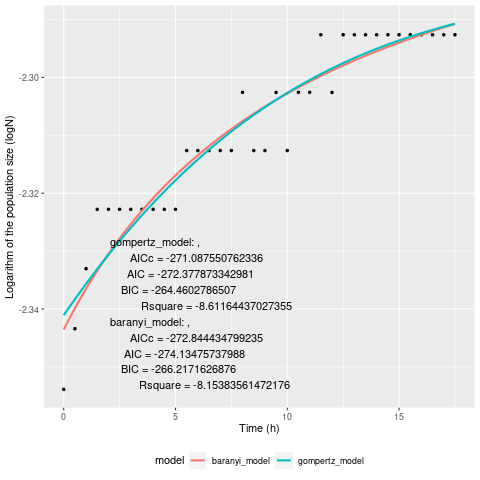 -2.30
-2.32
-2.34
Logarithm of the population size (logN)
gompertz_model: ,
AICc = -271.087550762336
AIC = -272.377873342981
BIC = -264.4602786507
Rsquare = -8.61164437027355
baranyi_model: ,
AICc = -272.844434799235
AIC = -274.13475737988
BIC = -266.2171626876
Rsquare = -8.15383561472176
0 5 10 15
Time (h)
model baranyi_model gompertz_model